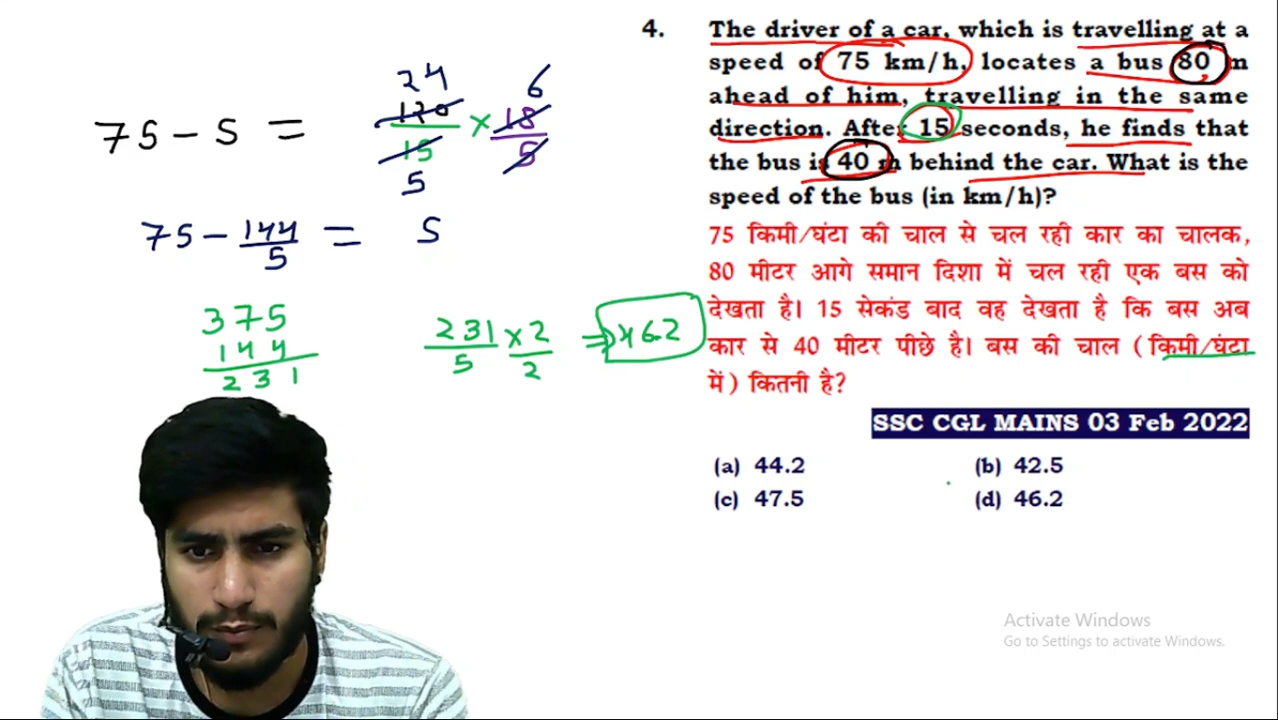 4. The driver of a car, which is travelling at a
speed of 75 km/h, locates a bus 80 m
ahead of him, travelling in the same
direction. After 15 seconds, he finds that
the bus is 40 m behind the car. What is the
speed of the bus (in km/h)?
75 किमी/घंटा की चाल से चल रही कार का चालक,
80 मीटर आगे समान दिशा में चल रही एक बस को
देखता है। 15 सेकंड बाद वह देखता है कि बस अब
कार से 40 मीटर पीछे है। बस की चाल (किमी/घंटा
में) कितनी है?
SSC CGL MAINS 03 Feb 2022
(a) 44.2 (b) 42.5
(c) 47.5 (d) 46.2
24 6
75 - S = 120 × 18
15 5
5
75 - 144 = S
5
375
144
231
231 × 2 ⇒ 46.2
5 2
Activate Windows
Go to Settings to activate Windows.